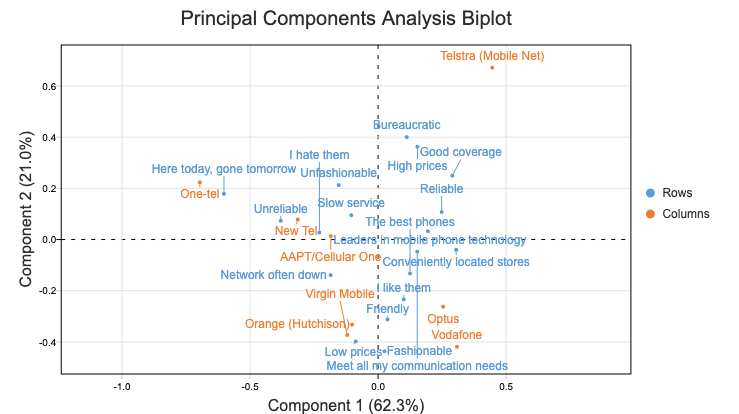 Principal Components Analysis Biplot
Telstra (Mobile Net)
0.6
Bureaucratic
0.4
I hate them
Good coverage
Here today, gone tomorrow
Unfashionable
High prices
Rows
0.2
One-tel
Reliable
Unreliable
Slow service
Columns
New Tel
The best phones
0.0
Leaders in mobile phone technology
AAPT/Cellular One
Conveniently located stores
Network often down
-0.2
Virgin Mobile
I like them
Friendly
Orange (Hutchison)
Optus
Vodafone
-0.4
Low prices
Fashionable
Meet all my communication needs
-1.0
-0.5
0.0
0.5
Component 1 (62.3%)
Component 2 (21.0%)